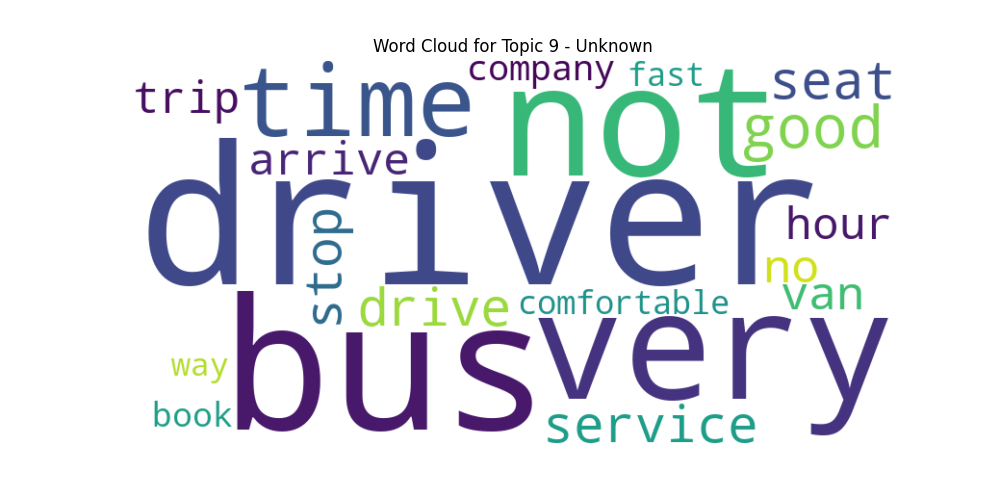 Word Cloud for Topic 9 - Unknown
company
fast
time
not
seat
trip
good
arrive
driver
stop
hour
no
van
drive
comfortable
bus
very
way
book
service